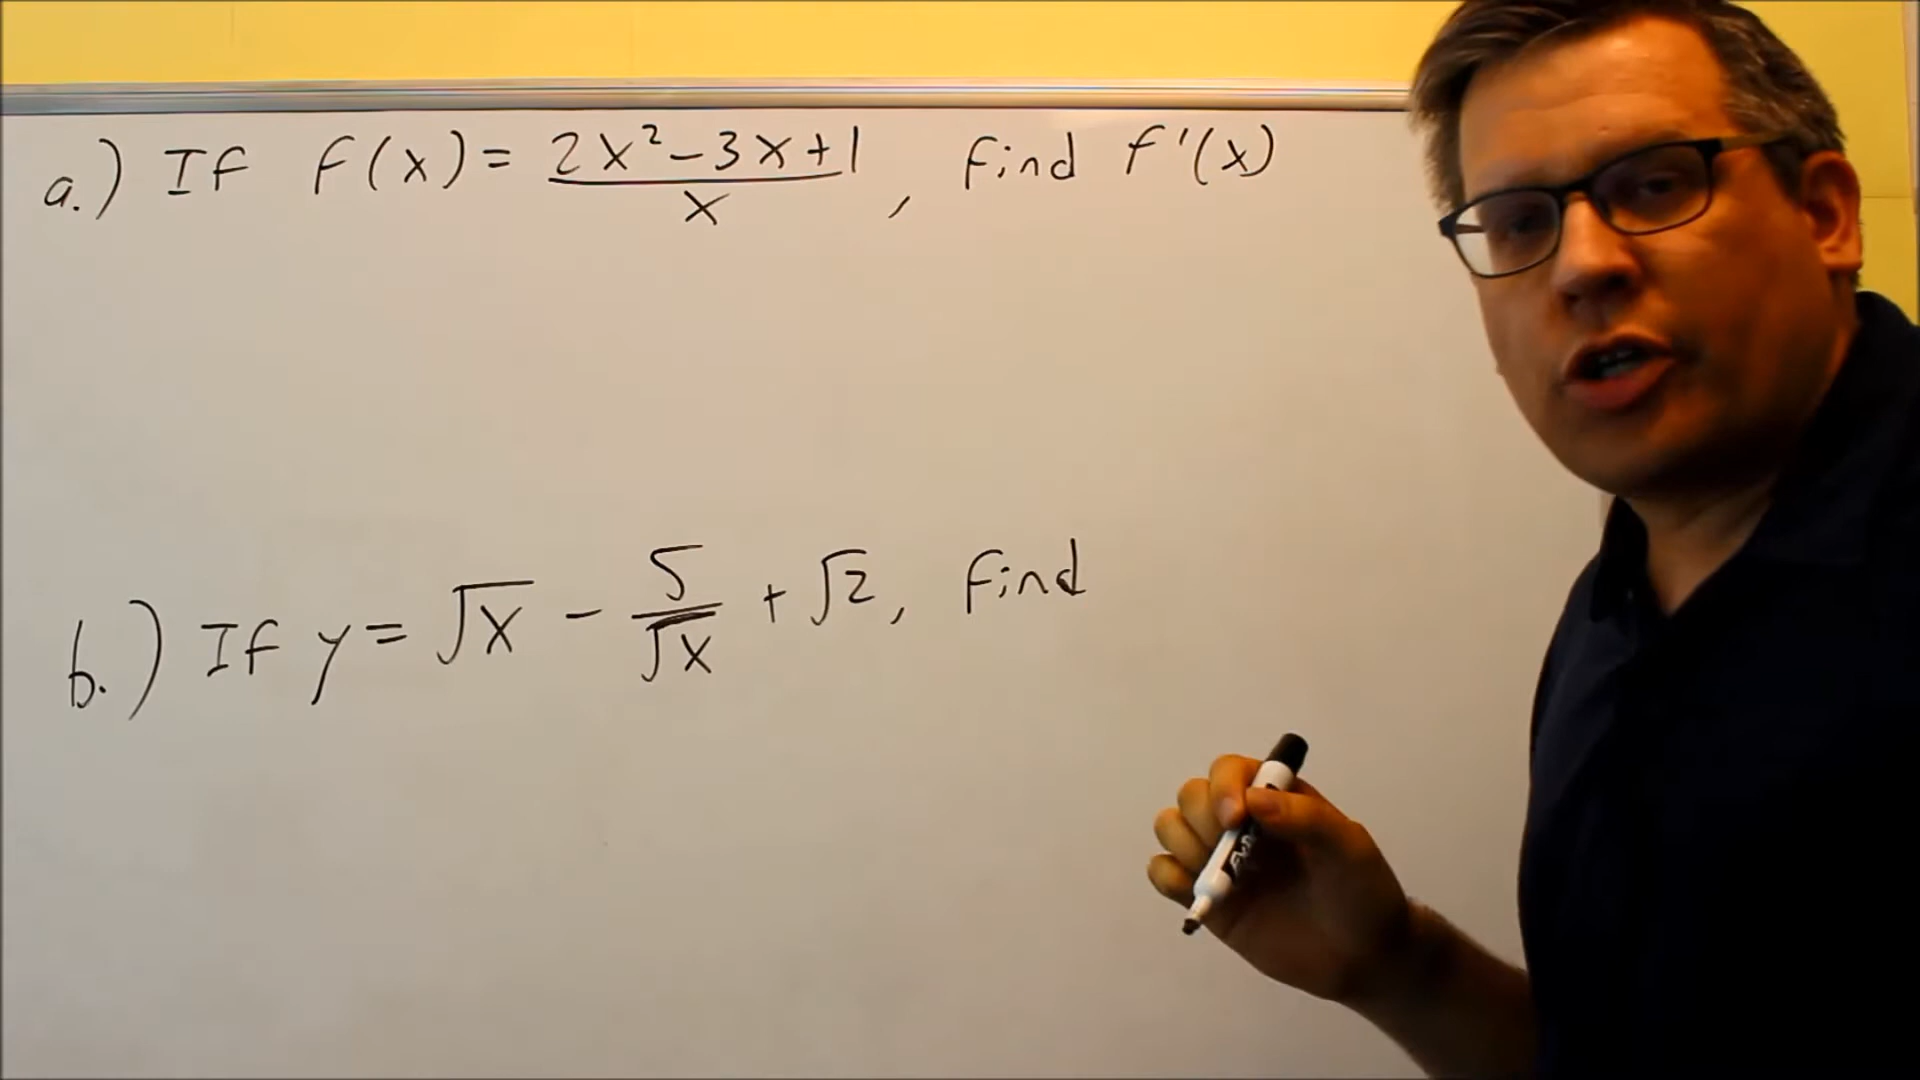 a.) If f(x) = (2x² - 3x + 1)/x, find f'(x)
b.) If y = √x - 5/√x + √2, find